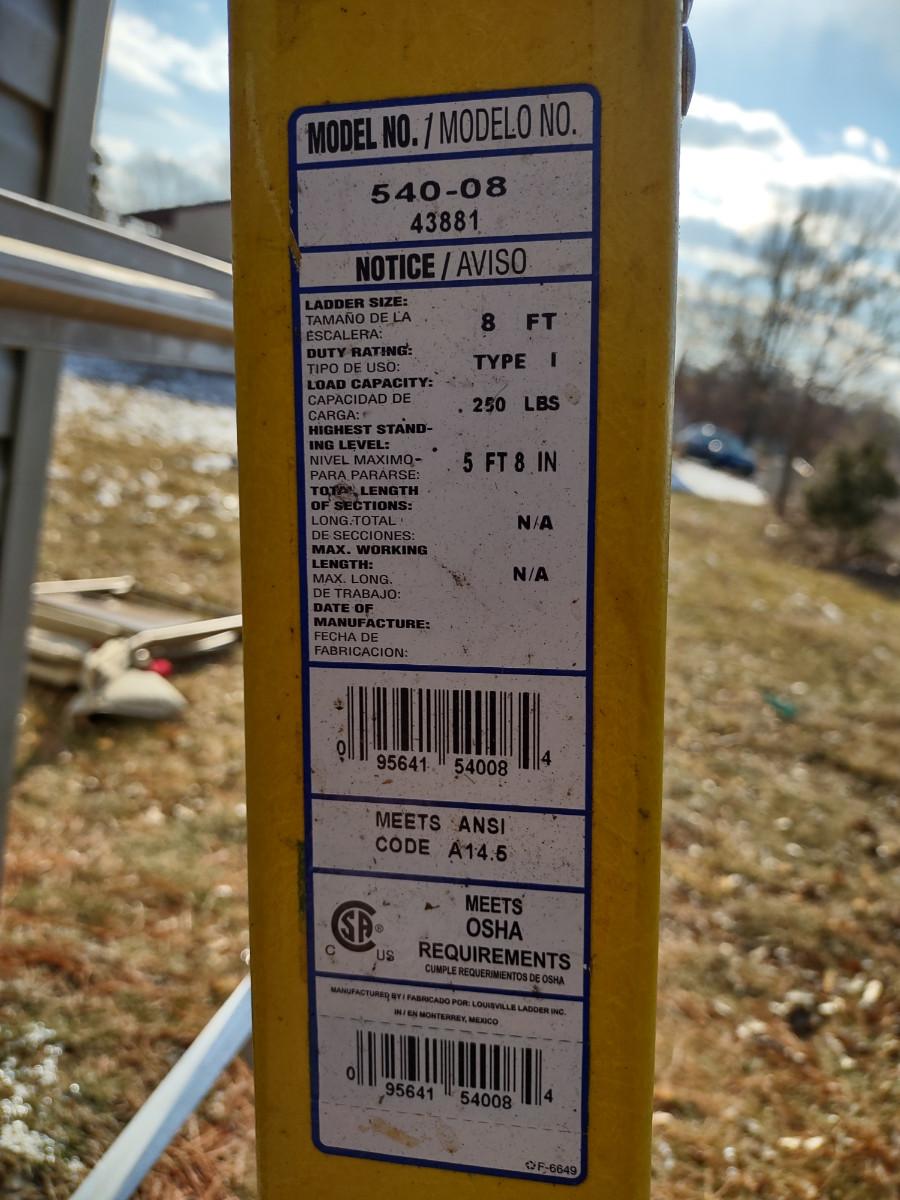 MODEL NO. / MODELO NO.
540-08
43881
NOTICE / AVISO
LADDER SIZE:
TAMAÑO DE LA
ESCALERA:
8 FT
DUTY RATING:
TIPO DE USO:
TYPE I
LOAD CAPACITY:
CAPACIDAD DE
CARGA:
250 LBS
HIGHEST STAND-
ING LEVEL:
NIVEL MAXIMO
PARA PARARSE:
5 FT 8 IN
TOTAL LENGTH
OF SECTIONS:
LONG.TOTAL
DE SECCIONES:
N/A
MAX. WORKING
LENGTH:
MAX. LONG.
DE TRABAJO:
N/A
DATE OF
MANUFACTURE:
FECHA DE
FABRICACION:
0 95641 54008 4
MEETS ANSI
CODE A14.5
CSA®
C US
MEETS
OSHA
REQUIREMENTS
CUMPLE REQUERIMIENTOS DE OSHA
MANUFACTURED BY / FABRICADO POR: LOUISVILLE LADDER INC.
IN / EN MONTERREY, MEXICO
0 95641 54008 4
F-6649